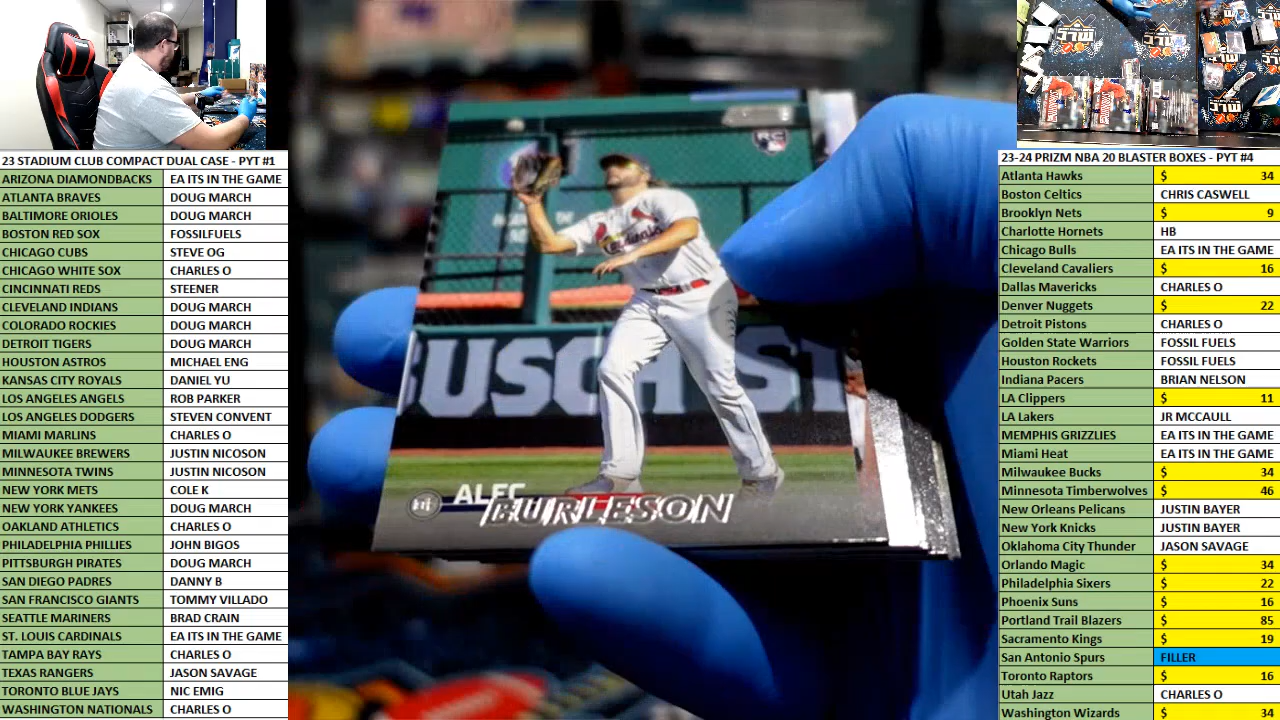 23 STADIUM CLUB COMPACT DUAL CASE - PYT #1
ARIZONA DIAMONDBACKS EA ITS IN THE GAME
ATLANTA BRAVES DOUG MARCH
BALTIMORE ORIOLES DOUG MARCH
BOSTON RED SOX FOSSILFUELS
CHICAGO CUBS STEVE OG
CHICAGO WHITE SOX CHARLES O
CINCINNATI REDS STEENER
CLEVELAND INDIANS DOUG MARCH
COLORADO ROCKIES DOUG MARCH
DETROIT TIGERS DOUG MARCH
HOUSTON ASTROS MICHAEL ENG
KANSAS CITY ROYALS DANIEL YU
LOS ANGELES ANGELS ROB PARKER
LOS ANGELES DODGERS STEVEN CONVENT
MIAMI MARLINS CHARLES O
MILWAUKEE BREWERS JUSTIN NICOSON
MINNESOTA TWINS JUSTIN NICOSON
NEW YORK METS COLE K
NEW YORK YANKEES DOUG MARCH
OAKLAND ATHLETICS CHARLES O
PHILADELPHIA PHILLIES JOHN BIGOS
PITTSBURGH PIRATES DOUG MARCH
SAN DIEGO PADRES DANNY B
SAN FRANCISCO GIANTS TOMMY VILLADO
SEATTLE MARINERS BRAD CRAIN
ST. LOUIS CARDINALS EA ITS IN THE GAME
TAMPA BAY RAYS CHARLES O
TEXAS RANGERS JASON SAVAGE
TORONTO BLUE JAYS NIC EMIG
WASHINGTON NATIONALS CHARLES O
RC
Cardinals
BUSCH ST
ALEC
BURLESON
23-24 PRIZM NBA 20 BLASTER BOXES - PYT #4
Atlanta Hawks $ 34
Boston Celtics CHRIS CASWELL
Brooklyn Nets $ 9
Charlotte Hornets HB
Chicago Bulls EA ITS IN THE GAME
Cleveland Cavaliers $ 16
Dallas Mavericks CHARLES O
Denver Nuggets $ 22
Detroit Pistons CHARLES O
Golden State Warriors FOSSIL FUELS
Houston Rockets FOSSIL FUELS
Indiana Pacers BRIAN NELSON
LA Clippers $ 11
LA Lakers JR MCCAULL
MEMPHIS GRIZZLIES EA ITS IN THE GAME
Miami Heat EA ITS IN THE GAME
Milwaukee Bucks $ 34
Minnesota Timberwolves $ 46
New Orleans Pelicans JUSTIN BAYER
New York Knicks JUSTIN BAYER
Oklahoma City Thunder JASON SAVAGE
Orlando Magic $ 34
Philadelphia Sixers $ 22
Phoenix Suns $ 16
Portland Trail Blazers $ 85
Sacramento Kings $ 19
San Antonio Spurs FILLER
Toronto Raptors $ 16
Utah Jazz CHARLES O
Washington Wizards $ 34